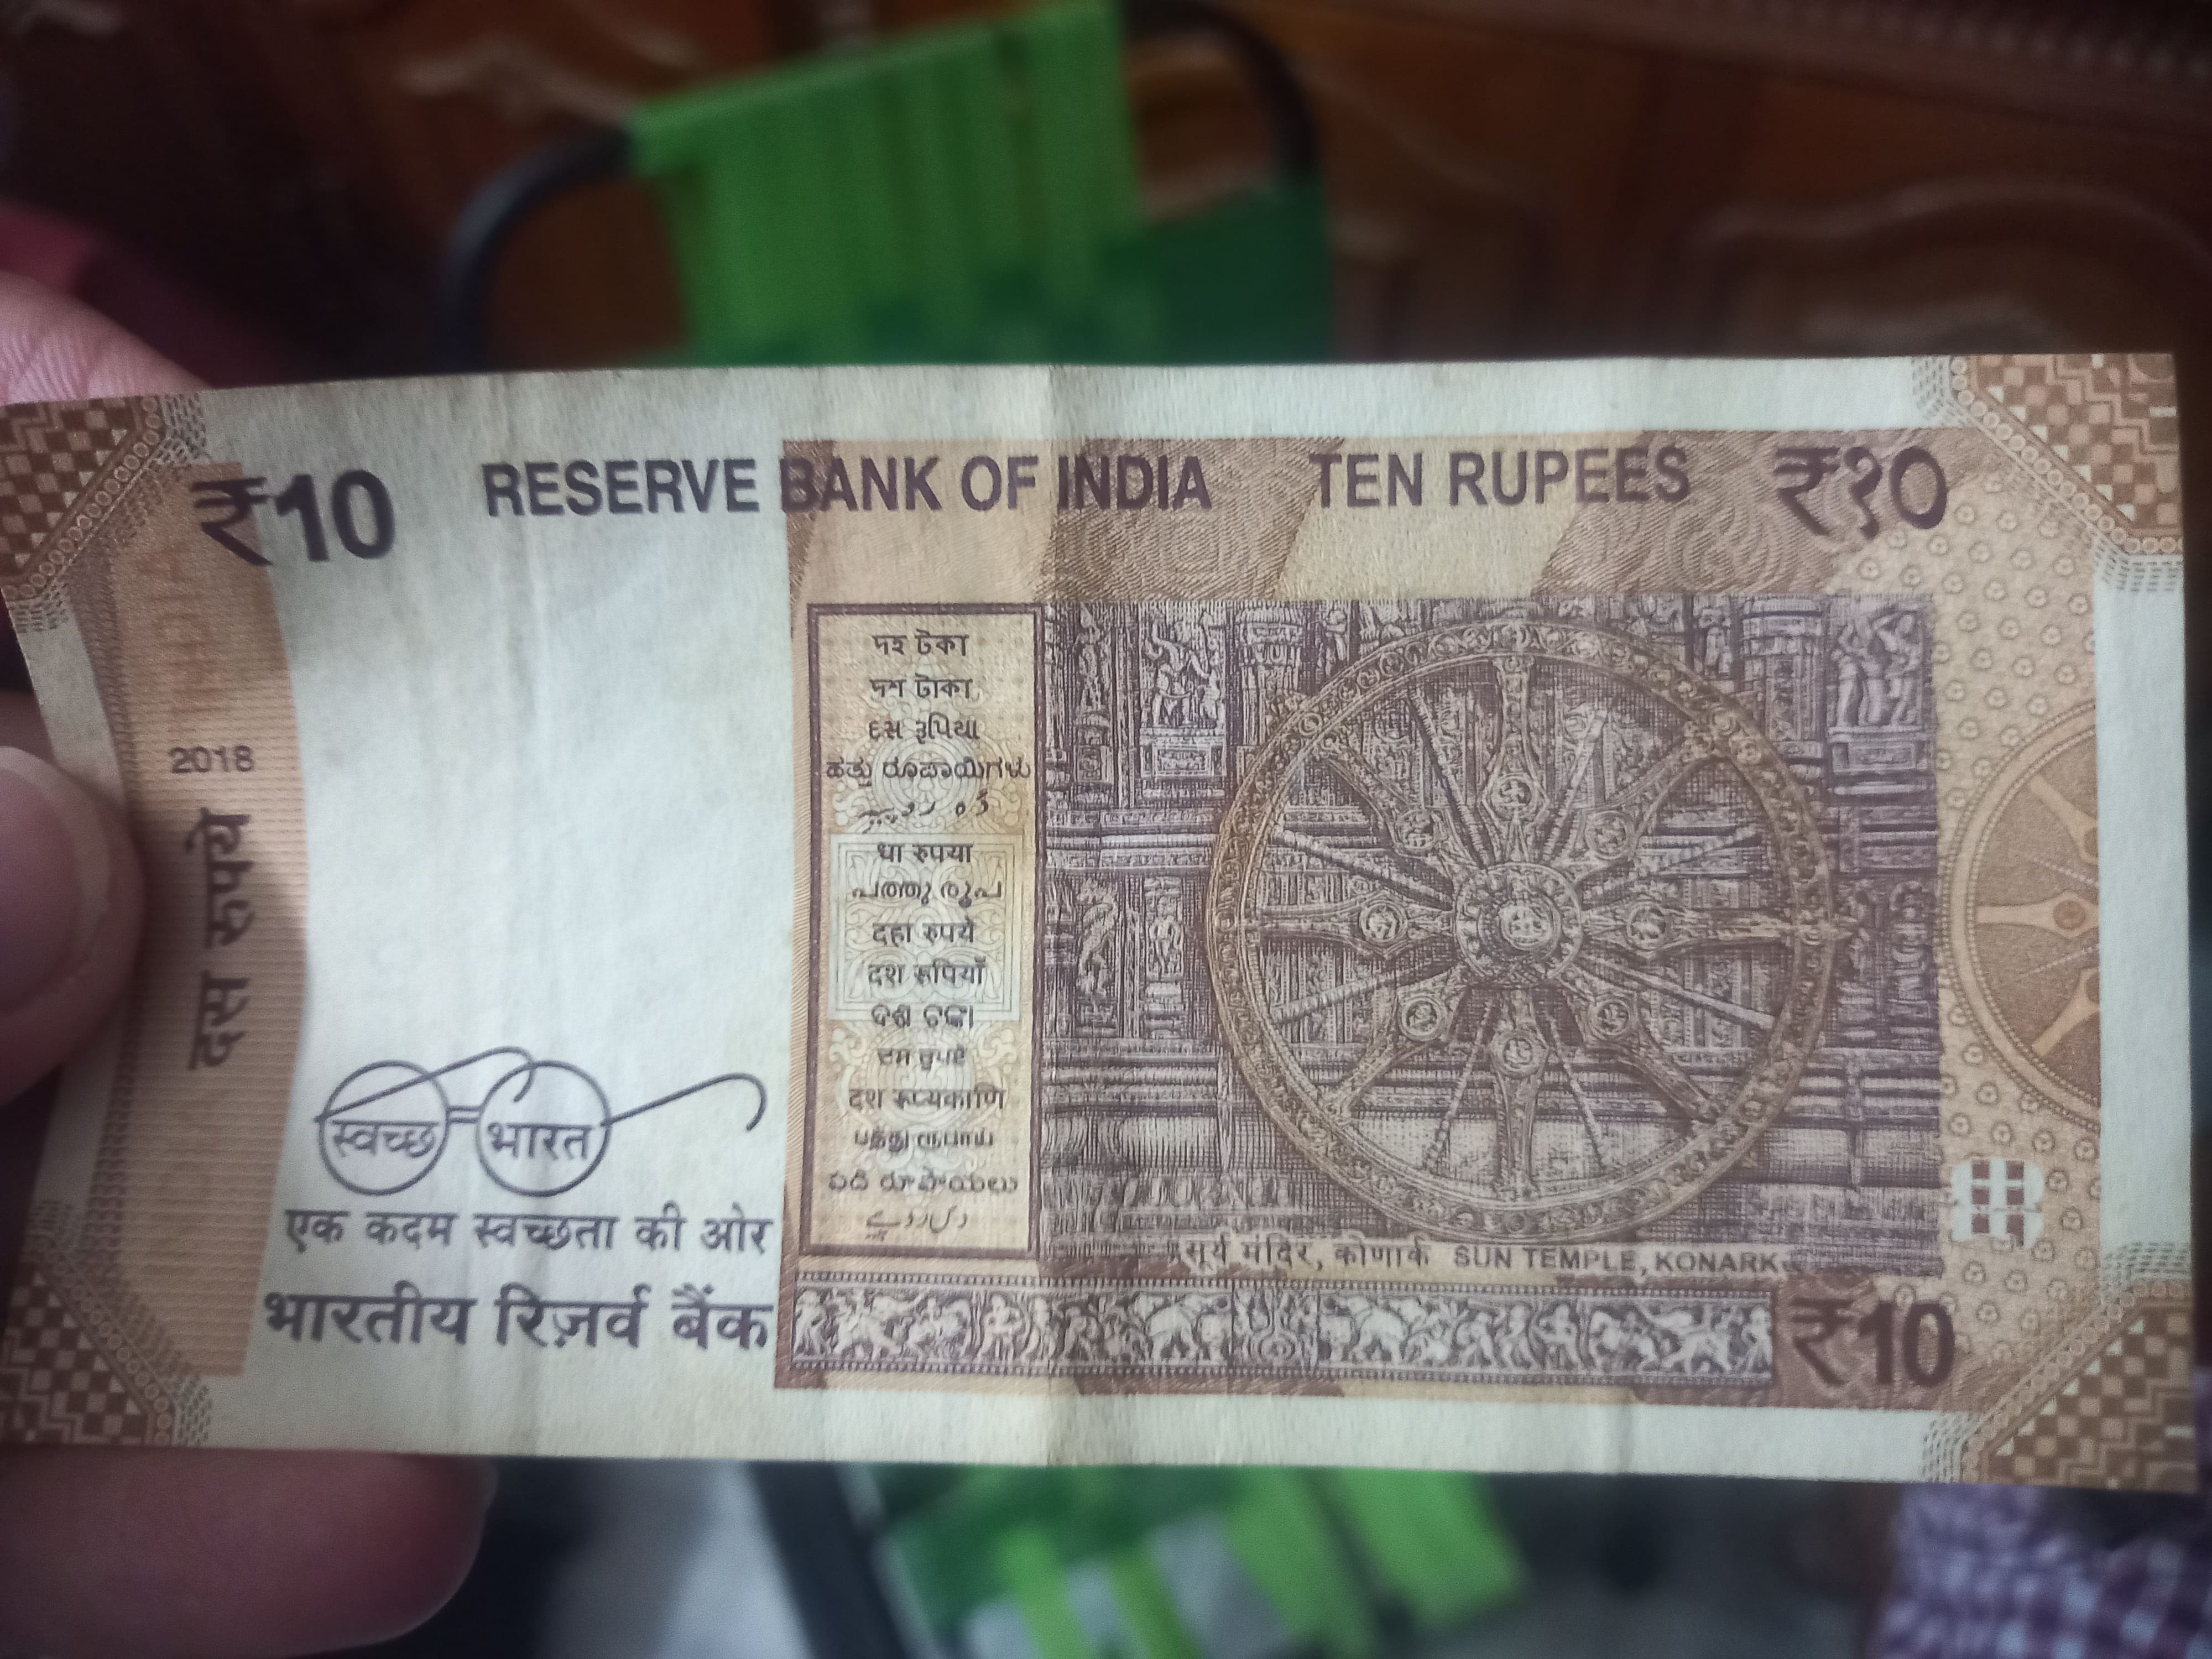 ₹10 RESERVE BANK OF INDIA TEN RUPEES ₹१०
2018
दस रुपये
দহ টকা
দশ টাকা
દસ રૂપિયા
ಹತ್ತು ರೂಪಾಯಿಗಳು
धा रुपया
പത്തു രൂപ
दहा रुपये
दश रूपियाँ
ଦଶ ଟଙ୍କା
ਦਸ ਰੁਪਏ
दश रूप्यकाणि
பத்து ரூபாய்
పది రూపాయలు
دس روپے
स्वच्छ भारत
एक कदम स्वच्छता की ओर
भारतीय रिज़र्व बैंक
सूर्य मंदिर, कोणार्क SUN TEMPLE, KONARK
₹10